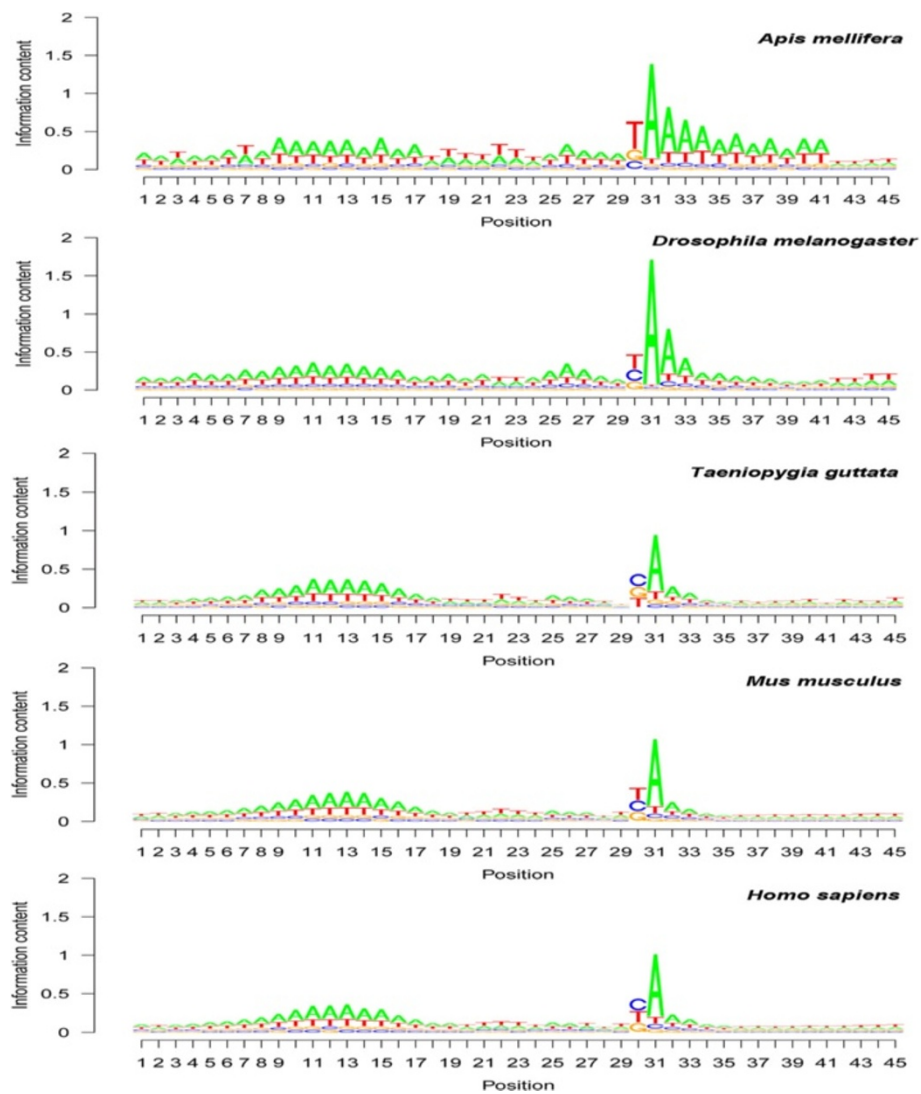 2
Apis mellifera
1.5
Information content
1
0.5
0
1 2 3 4 5 6 7 8 9 11 13 15 17 19 21 23 25 27 29 31 33 35 37 39 41 43 45
Position
2
Drosophila melanogaster
1.5
Information content
1
0.5
0
1 2 3 4 5 6 7 8 9 11 13 15 17 19 21 23 25 27 29 31 33 35 37 39 41 43 45
Position
2
Taeniopygia guttata
1.5
Information content
1
0.5
0
1 2 3 4 5 6 7 8 9 11 13 15 17 19 21 23 25 27 29 31 33 35 37 39 41 43 45
Position
2
Mus musculus
1.5
Information content
1
0.5
0
1 2 3 4 5 6 7 8 9 11 13 15 17 19 21 23 25 27 29 31 33 35 37 39 41 43 45
Position
2
Homo sapiens
1.5
Information content
1
0.5
0
1 2 3 4 5 6 7 8 9 11 13 15 17 19 21 23 25 27 29 31 33 35 37 39 41 43 45
Position